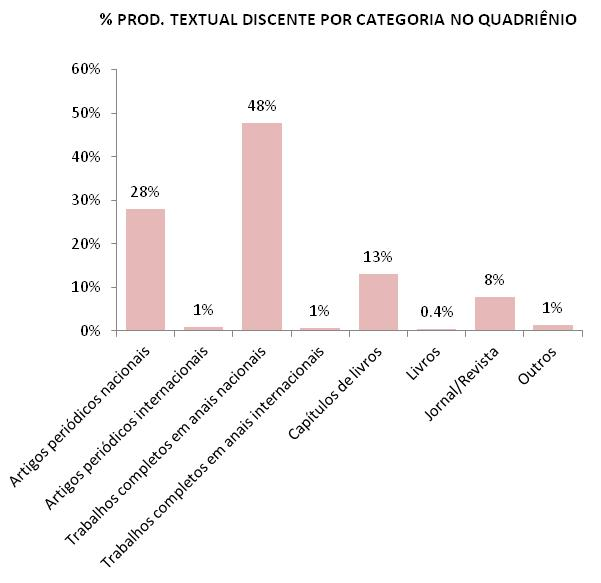 % PROD. TEXTUAL DISCENTE POR CATEGORIA NO QUADRIÊNIO
60%
50%
40%
30%
20%
10%
0%
28%
1%
48%
1%
13%
0.4%
8%
1%
Artigos periódicos nacionais
Artigos periódicos internacionais
Trabalhos completos em anais nacionais
Trabalhos completos em anais internacionais
Capítulos de livros
Livros
Jornal/Revista
Outros